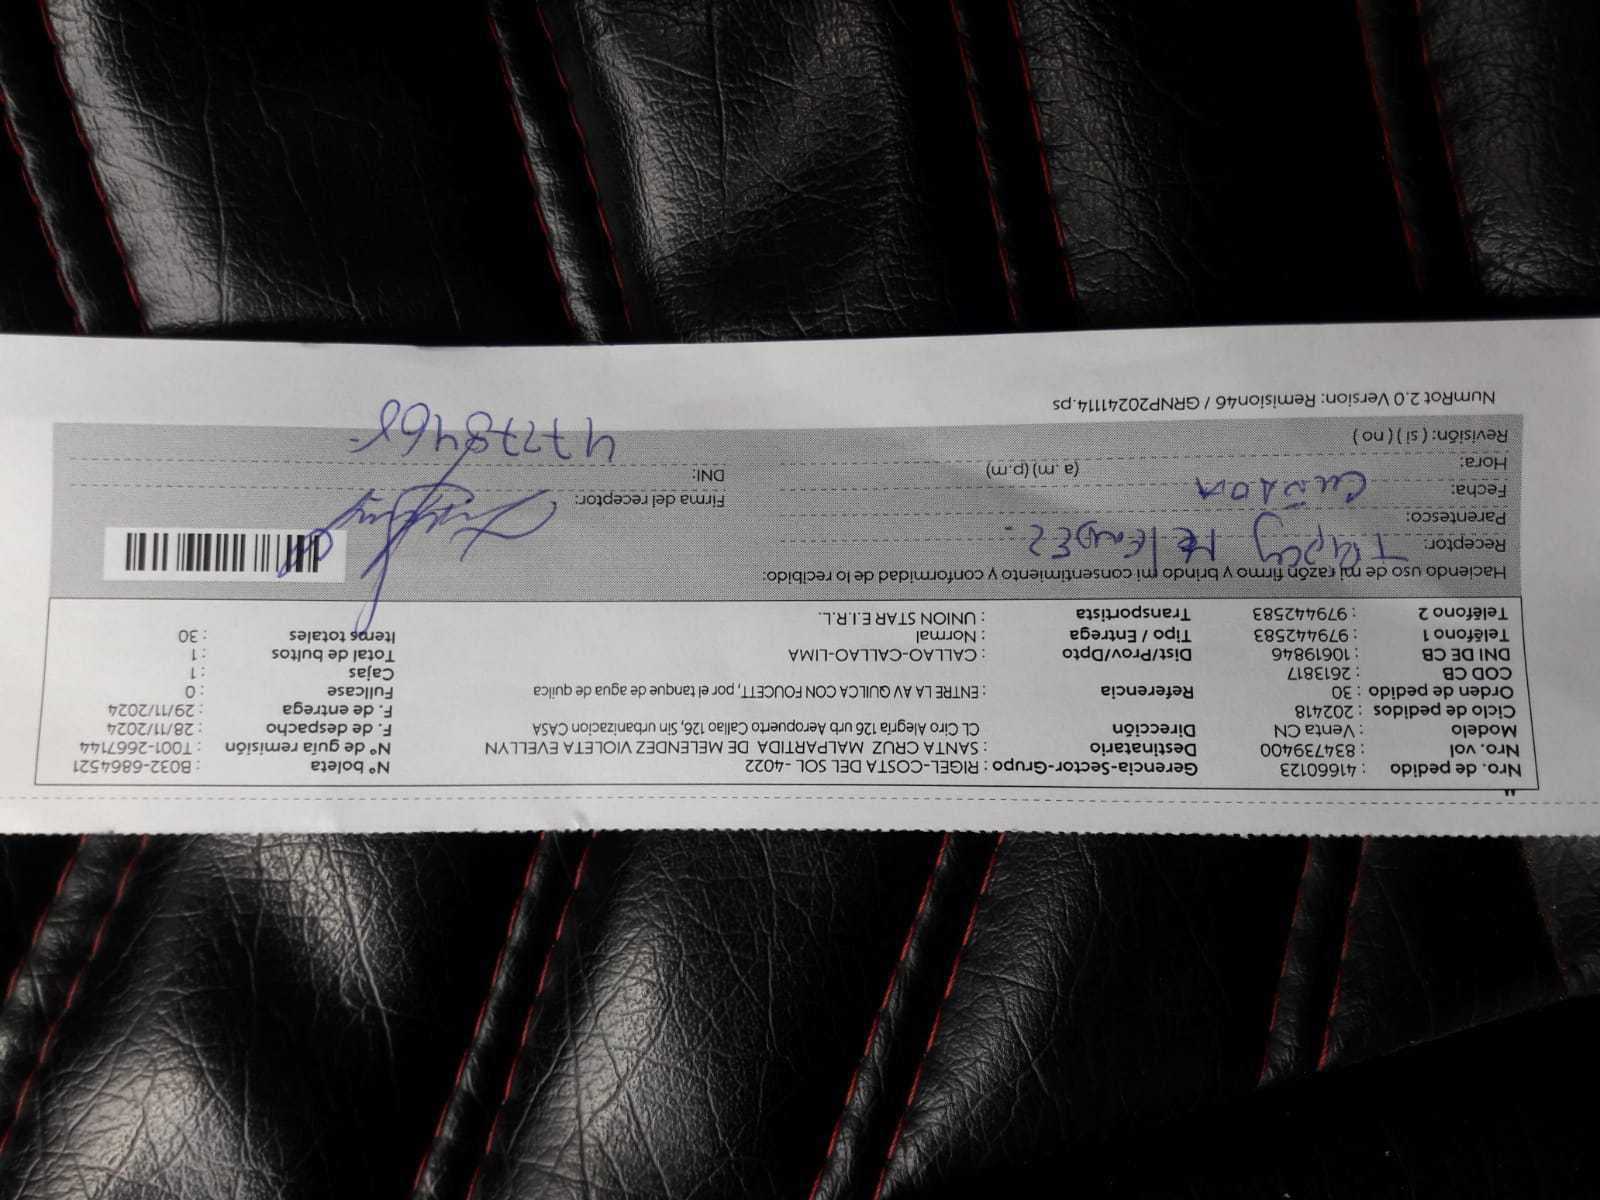 Nro. de pedido : 41660123 Gerencia-Sector-Grupo : RIGEL-COSTA DEL SOL -4022 Nº boleta : B032-6864521
Nro. vol. : 834739400 Destinatario : SANTA CRUZ MALPARTIDA DE MELENDEZ VIOLETA EVELLYN Nº de guía remisión : T001-2667144
Modelo : Venta CN Dirección CL Ciro Alegria 126 urb Aeropuerto Callao 126, Sin urbanizacion CASA F. de despacho : 28/11/2024
Ciclo de pedidos : 202418 F. de entrega : 29/11/2024
Orden de pedido : 30 Referencia : ENTRE LA AV QUILCA CON FOUCETT, por el tanque de agua de quilca Fullcase : 0
COD CB : 2613817 Cajas : 1
DNI DE CB : 10619846 Dist/Prov/Dpto : CALLAO-CALLAO-LIMA Total de bultos : 1
Teléfono 1 : 979442583 Tipo / Entrega : Normal Items totales : 30
Teléfono 2 : 979442583 Transportista : UNION STAR E.I.R.L.
Haciendo uso de mi razón firmo y brindo mi consentimiento y conformidad de lo recibido:
Receptor: MElENDEZ.
Parentesco:
Fecha: Firma del receptor:
Hora: (a.m.) (p.m) DNI:
Revisión: ( si ) ( no )
NumRot 2.0 Version: Remision46 / GRNP20241114.ps